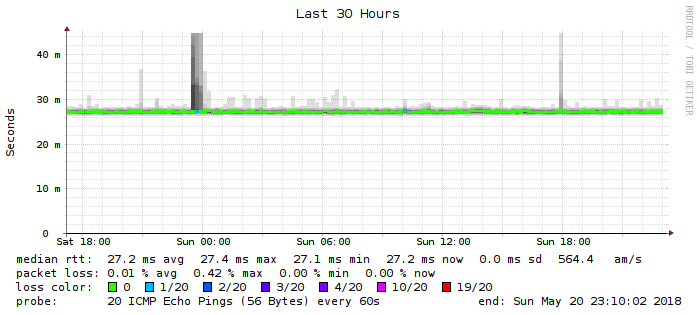 Last 30 Hours
RRDTOOL / TOBI OETIKER
Seconds
40 m
30 m
20 m
10 m
0
Sat 18:00 Sun 00:00 Sun 06:00 Sun 12:00 Sun 18:00
median rtt: 27.2 ms avg 27.4 ms max 27.1 ms min 27.2 ms now 0.0 ms sd 564.4 am/s
packet loss: 0.01 % avg 0.42 % max 0.00 % min 0.00 % now
loss color: 0 1/20 2/20 3/20 4/20 10/20 19/20
probe: 20 ICMP Echo Pings (56 Bytes) every 60s end: Sun May 20 23:10:02 2018